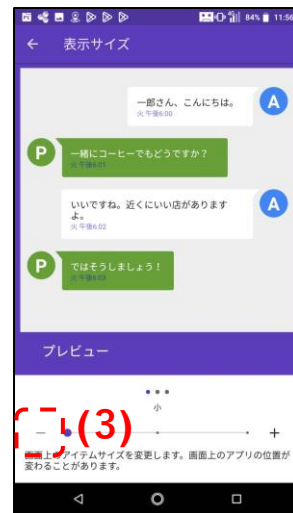 84% 11:56
← 表示サイズ
一郎さん、こんにちは。
火 午後6:00
A
P
一緒にコーヒーでもどうですか？
火 午後6:01
いいですね。近くにいい店があります
よ。
火 午後6:02
A
P
ではそうしましょう！
火 午後6:03
プレビュー
小
− (3) +
画面上のアイテムサイズを変更します。画面上のアプリの位置が
変わることがあります。